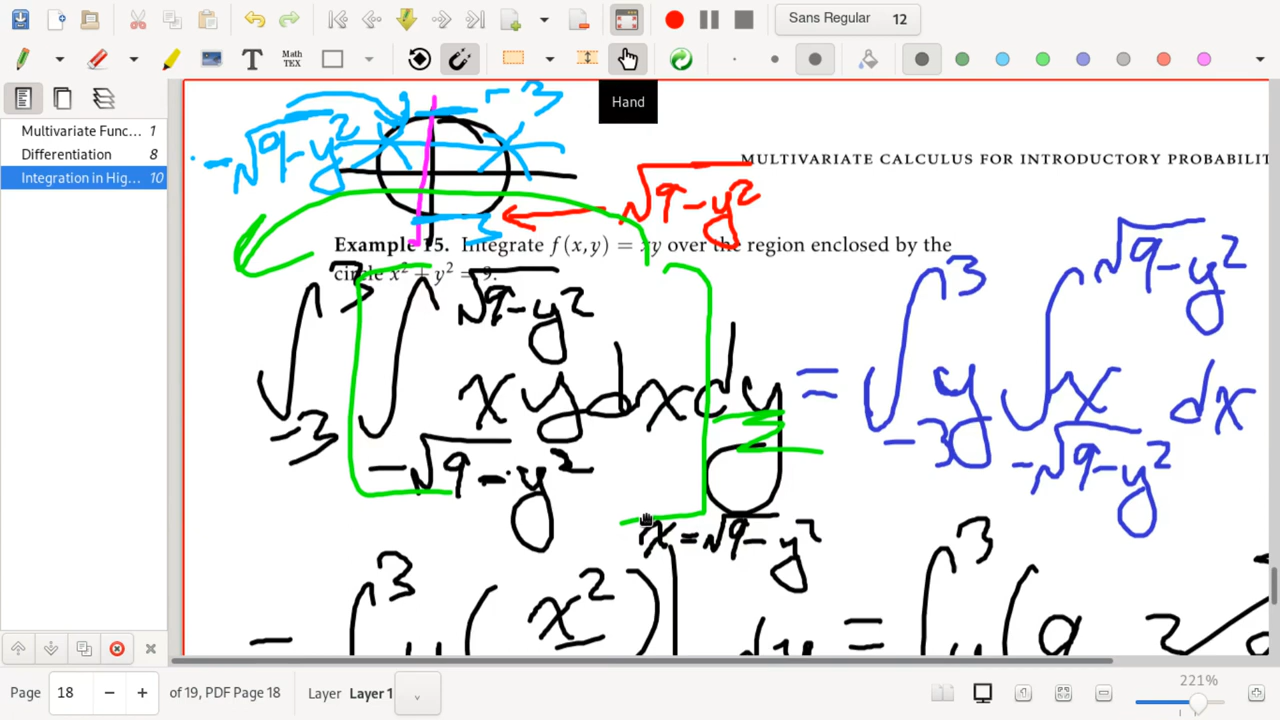 Sans Regular 12
T Math TEX
Hand
Multivariate Func... 1
Differentiation 8
Integration in Hig... 10
-3
-√9-y²
√9-y²
3
MULTIVARIATE CALCULUS FOR INTRODUCTORY PROBABILIT
Example 15. Integrate f(x,y) = xy over the region enclosed by the
circle x² + y² = 9.
∫_{-3}^{3} ∫_{-√9-y²}^{√9-y²} xy dx dy = ∫_{-3}^{3} y ∫_{-√9-y²}^{√9-y²} x dx
x=√9-y²
3 (x² dy = ∫ 3 (9
Page 18 of 19, PDF Page 18 Layer Layer 1 221%